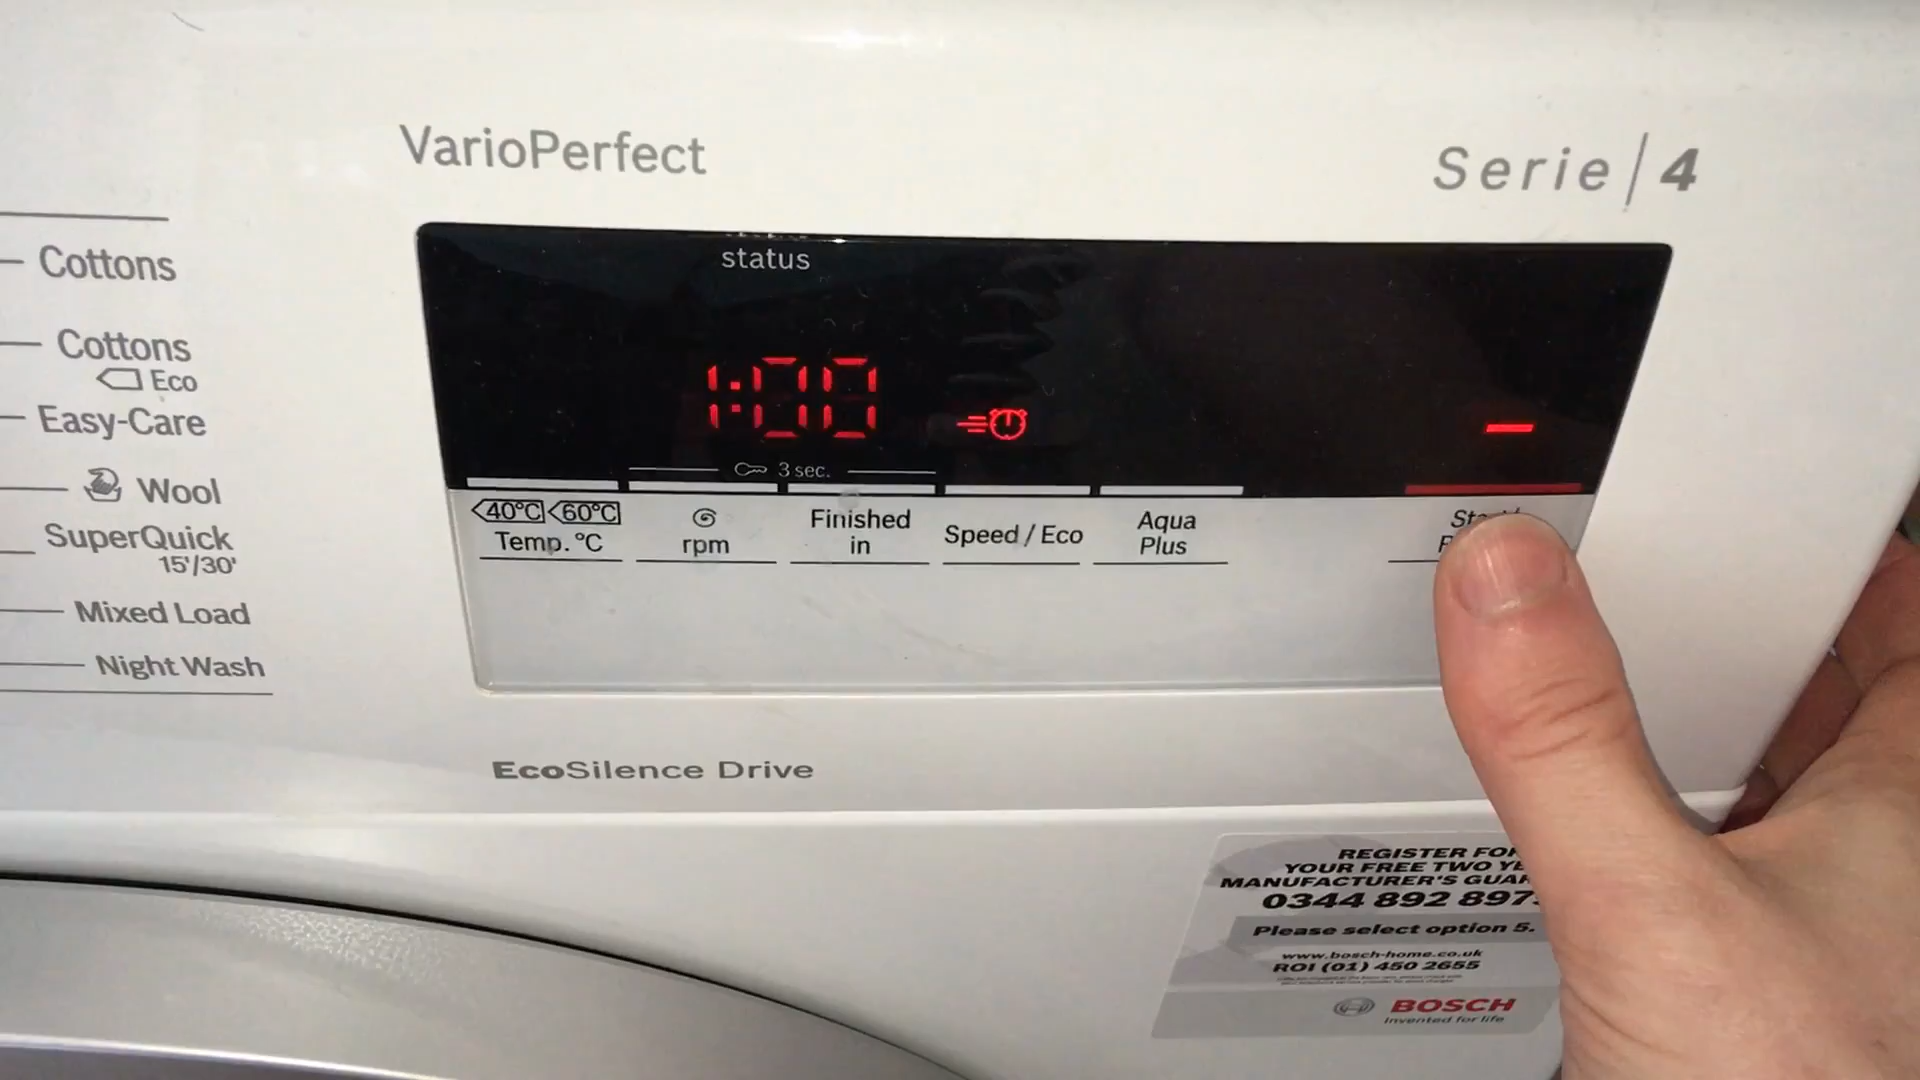 VarioPerfect
Serie | 4
Cottons
Cottons
Eco
Easy-Care
Wool
SuperQuick
15'/30'
Mixed Load
Night Wash
status
1:00
3 sec.
40°C 60°C
Temp. °C
rpm
Finished
in
Speed / Eco
Aqua
Plus
EcoSilence Drive
REGISTER FOR
YOUR FREE TWO
MANUFACTURER'S
0344 892 897
Please select option 5.
www.bosch-home.co.uk
ROI (01) 450 2655
BOSCH
Invented for life